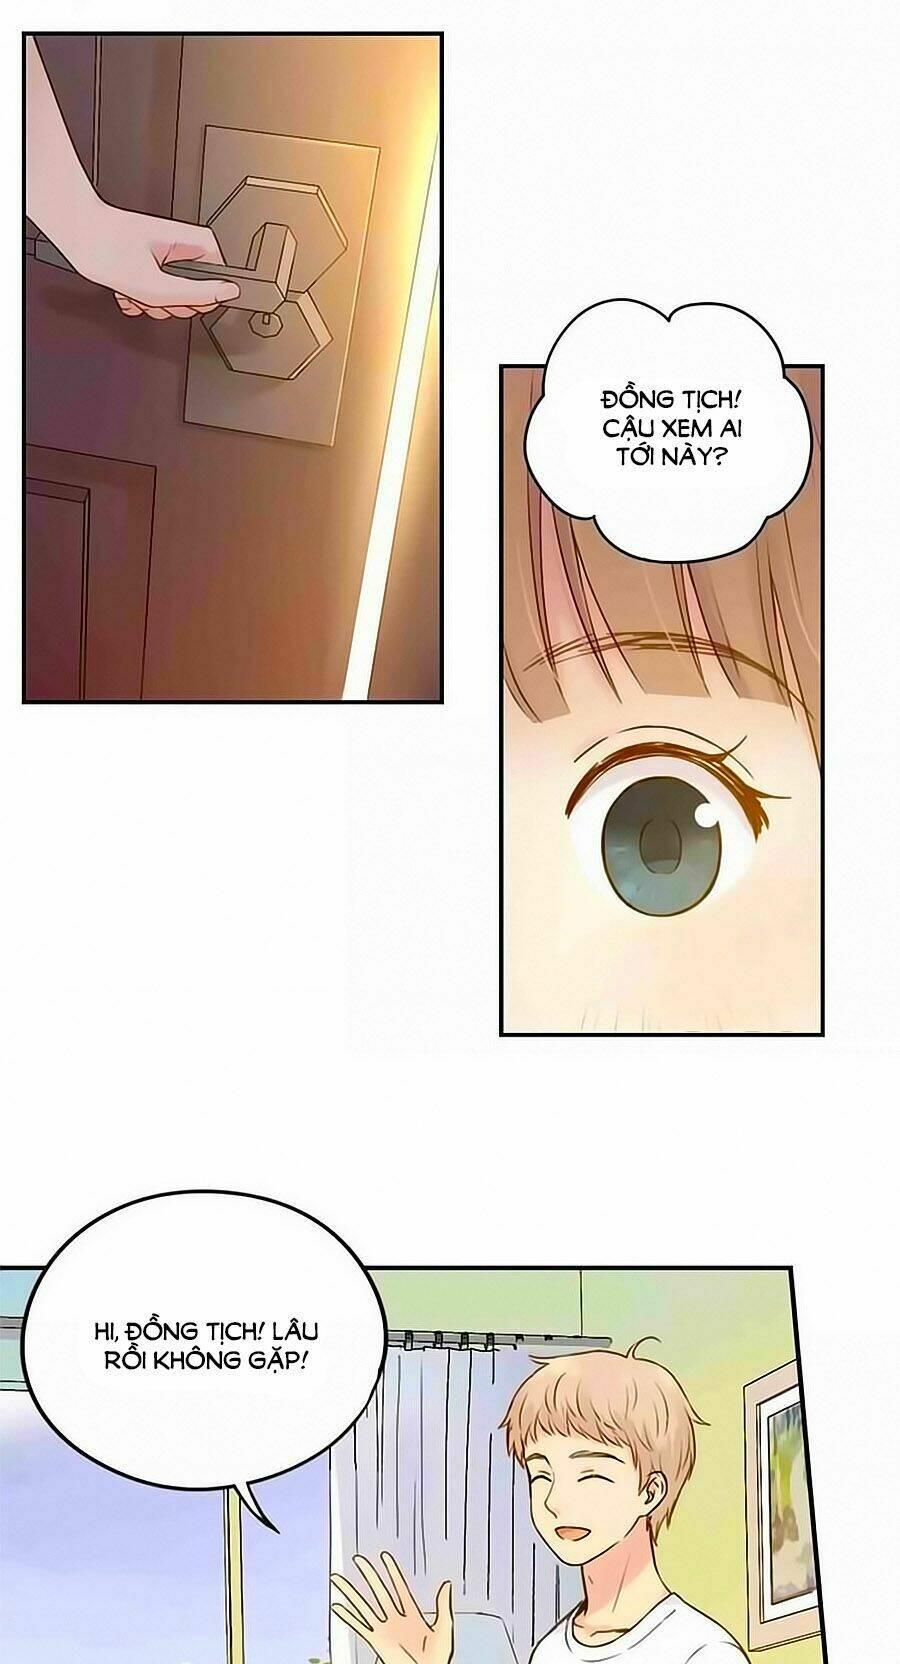 ĐỒNG TỊCH!
CẬU XEM AI
TỚI NÀY?
HI, ĐỒNG TỊCH! LÂU
RỒI KHÔNG GẶP!